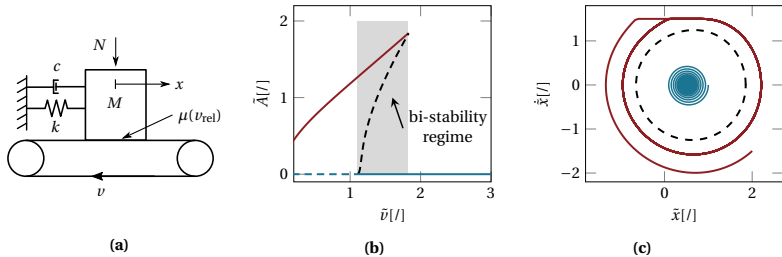 N
c
x
M
k
μ(v_rel)
v
(a)
2
1
0
Ã[/]
bi-stability
regime
1 2 3
ṽ[/]
(b)
1
0
−1
−2
ẋ̃[/]
0 2
x̃[/]
(c)